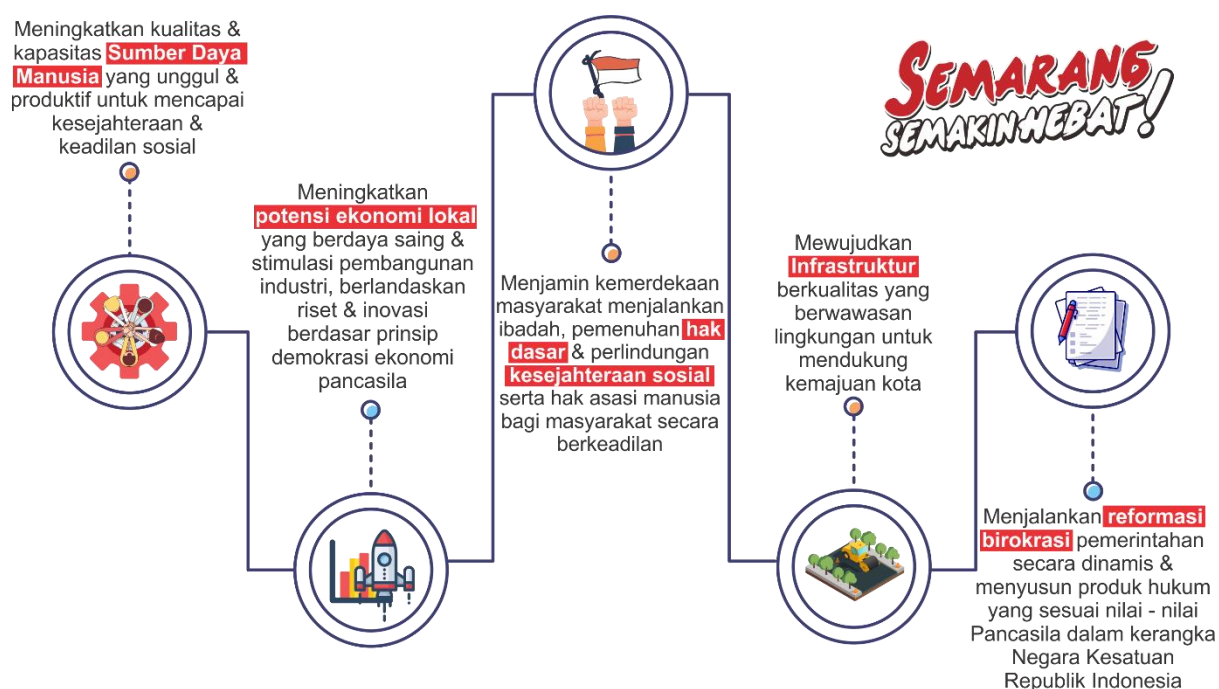 Meningkatkan kualitas &
kapasitas Sumber Daya
Manusia yang unggul &
produktif untuk mencapai
kesejahteraan &
keadilan sosial
Meningkatkan
potensi ekonomi lokal
yang berdaya saing &
stimulasi pembangunan
industri, berlandaskan
riset & inovasi
berdasar prinsip
demokrasi ekonomi
pancasila
Menjamin kemerdekaan
masyarakat menjalankan
ibadah, pemenuhan hak
dasar & perlindungan
kesejahteraan sosial
serta hak asasi manusia
bagi masyarakat secara
berkeadilan
SEMARANG
SEMAKIN HEBAT!
Mewujudkan
Infrastruktur
berkualitas yang
berwawasan
lingkungan untuk
mendukung
kemajuan kota
Menjalankan reformasi
birokrasi pemerintahan
secara dinamis &
menyusun produk hukum
yang sesuai nilai - nilai
Pancasila dalam kerangka
Negara Kesatuan
Republik Indonesia